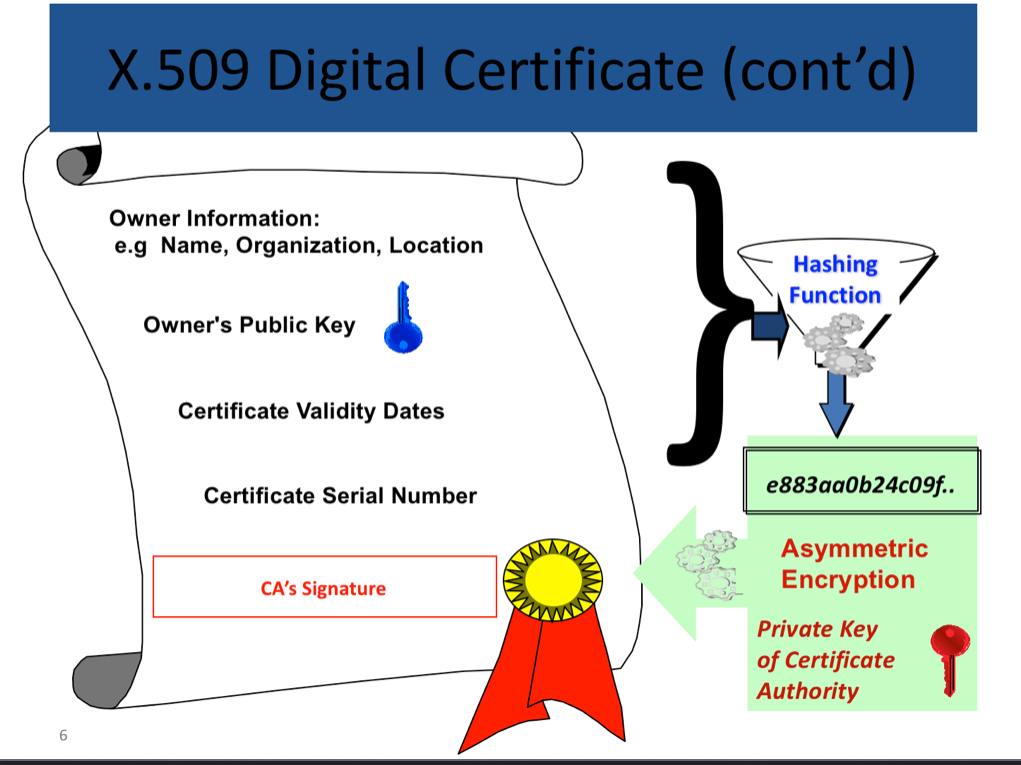 X.509 Digital Certificate (cont’d)
Owner Information:
e.g Name, Organization, Location
Owner's Public Key
Certificate Validity Dates
Certificate Serial Number
CA’s Signature
Hashing
Function
e883aa0b24c09f..
Asymmetric
Encryption
Private Key
of Certificate
Authority
6